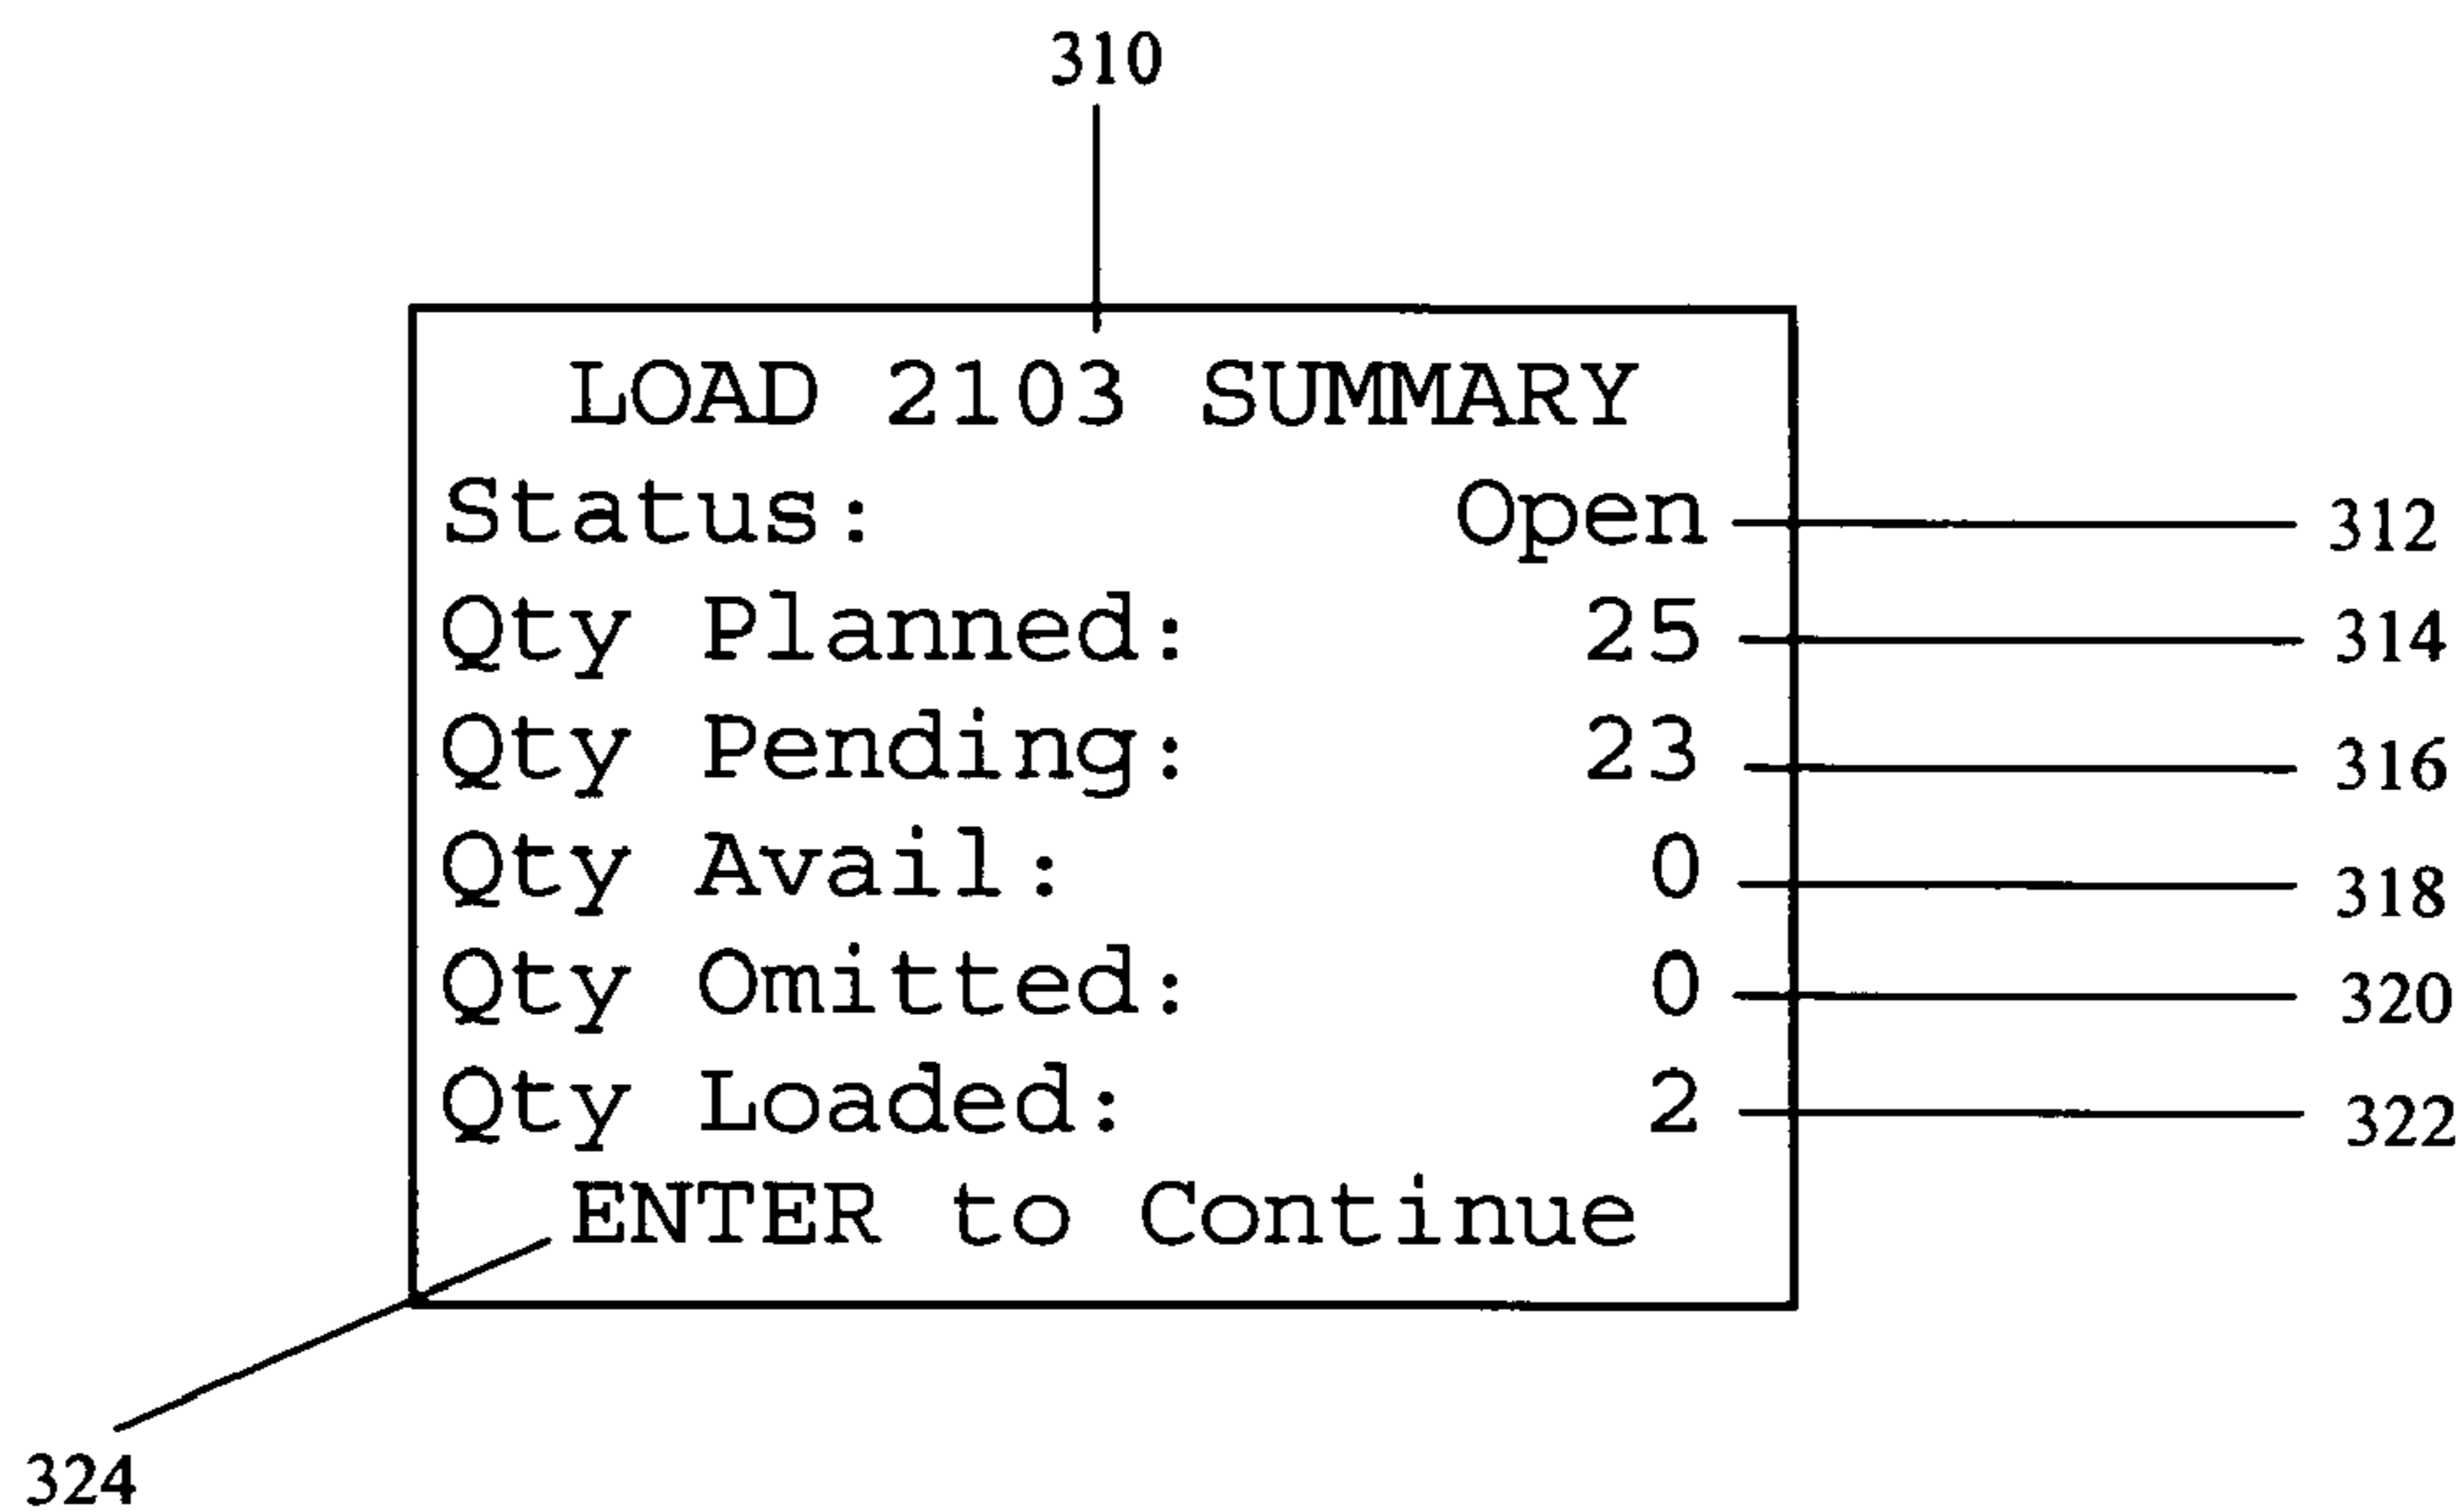 310
LOAD 2103 SUMMARY
Status: Open 312
Qty Planned: 25 314
Qty Pending: 23 316
Qty Avail: 0 318
Qty Omitted: 0 320
Qty Loaded: 2 322
ENTER to Continue
324